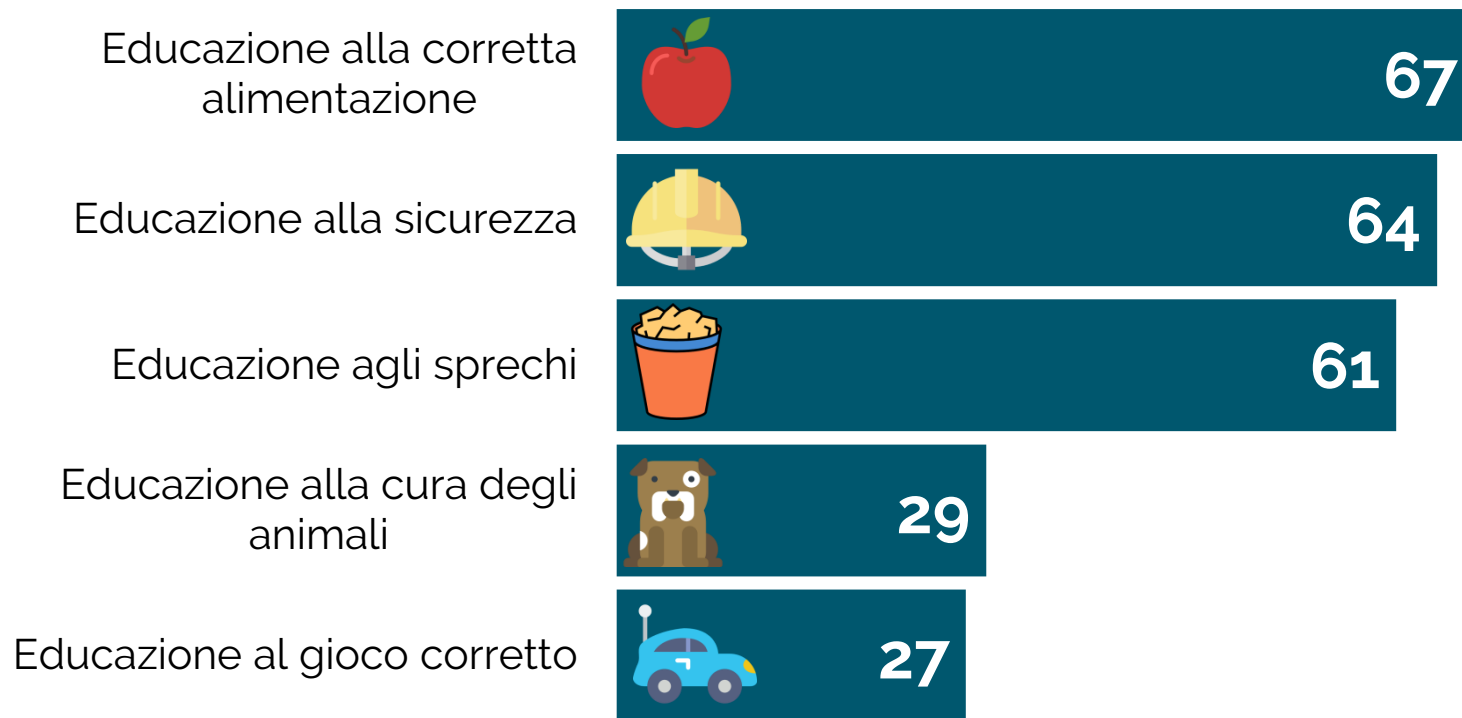 Educazione alla corretta
alimentazione
67
Educazione alla sicurezza
64
Educazione agli sprechi
61
Educazione alla cura degli
animali
29
Educazione al gioco corretto
27